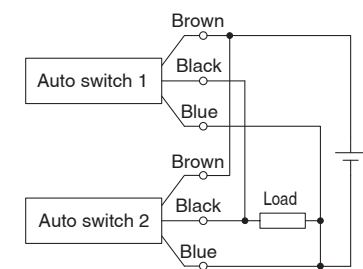 Brown
Auto switch 1
Black
Blue
Brown
Auto switch 2
Black
Load
Blue